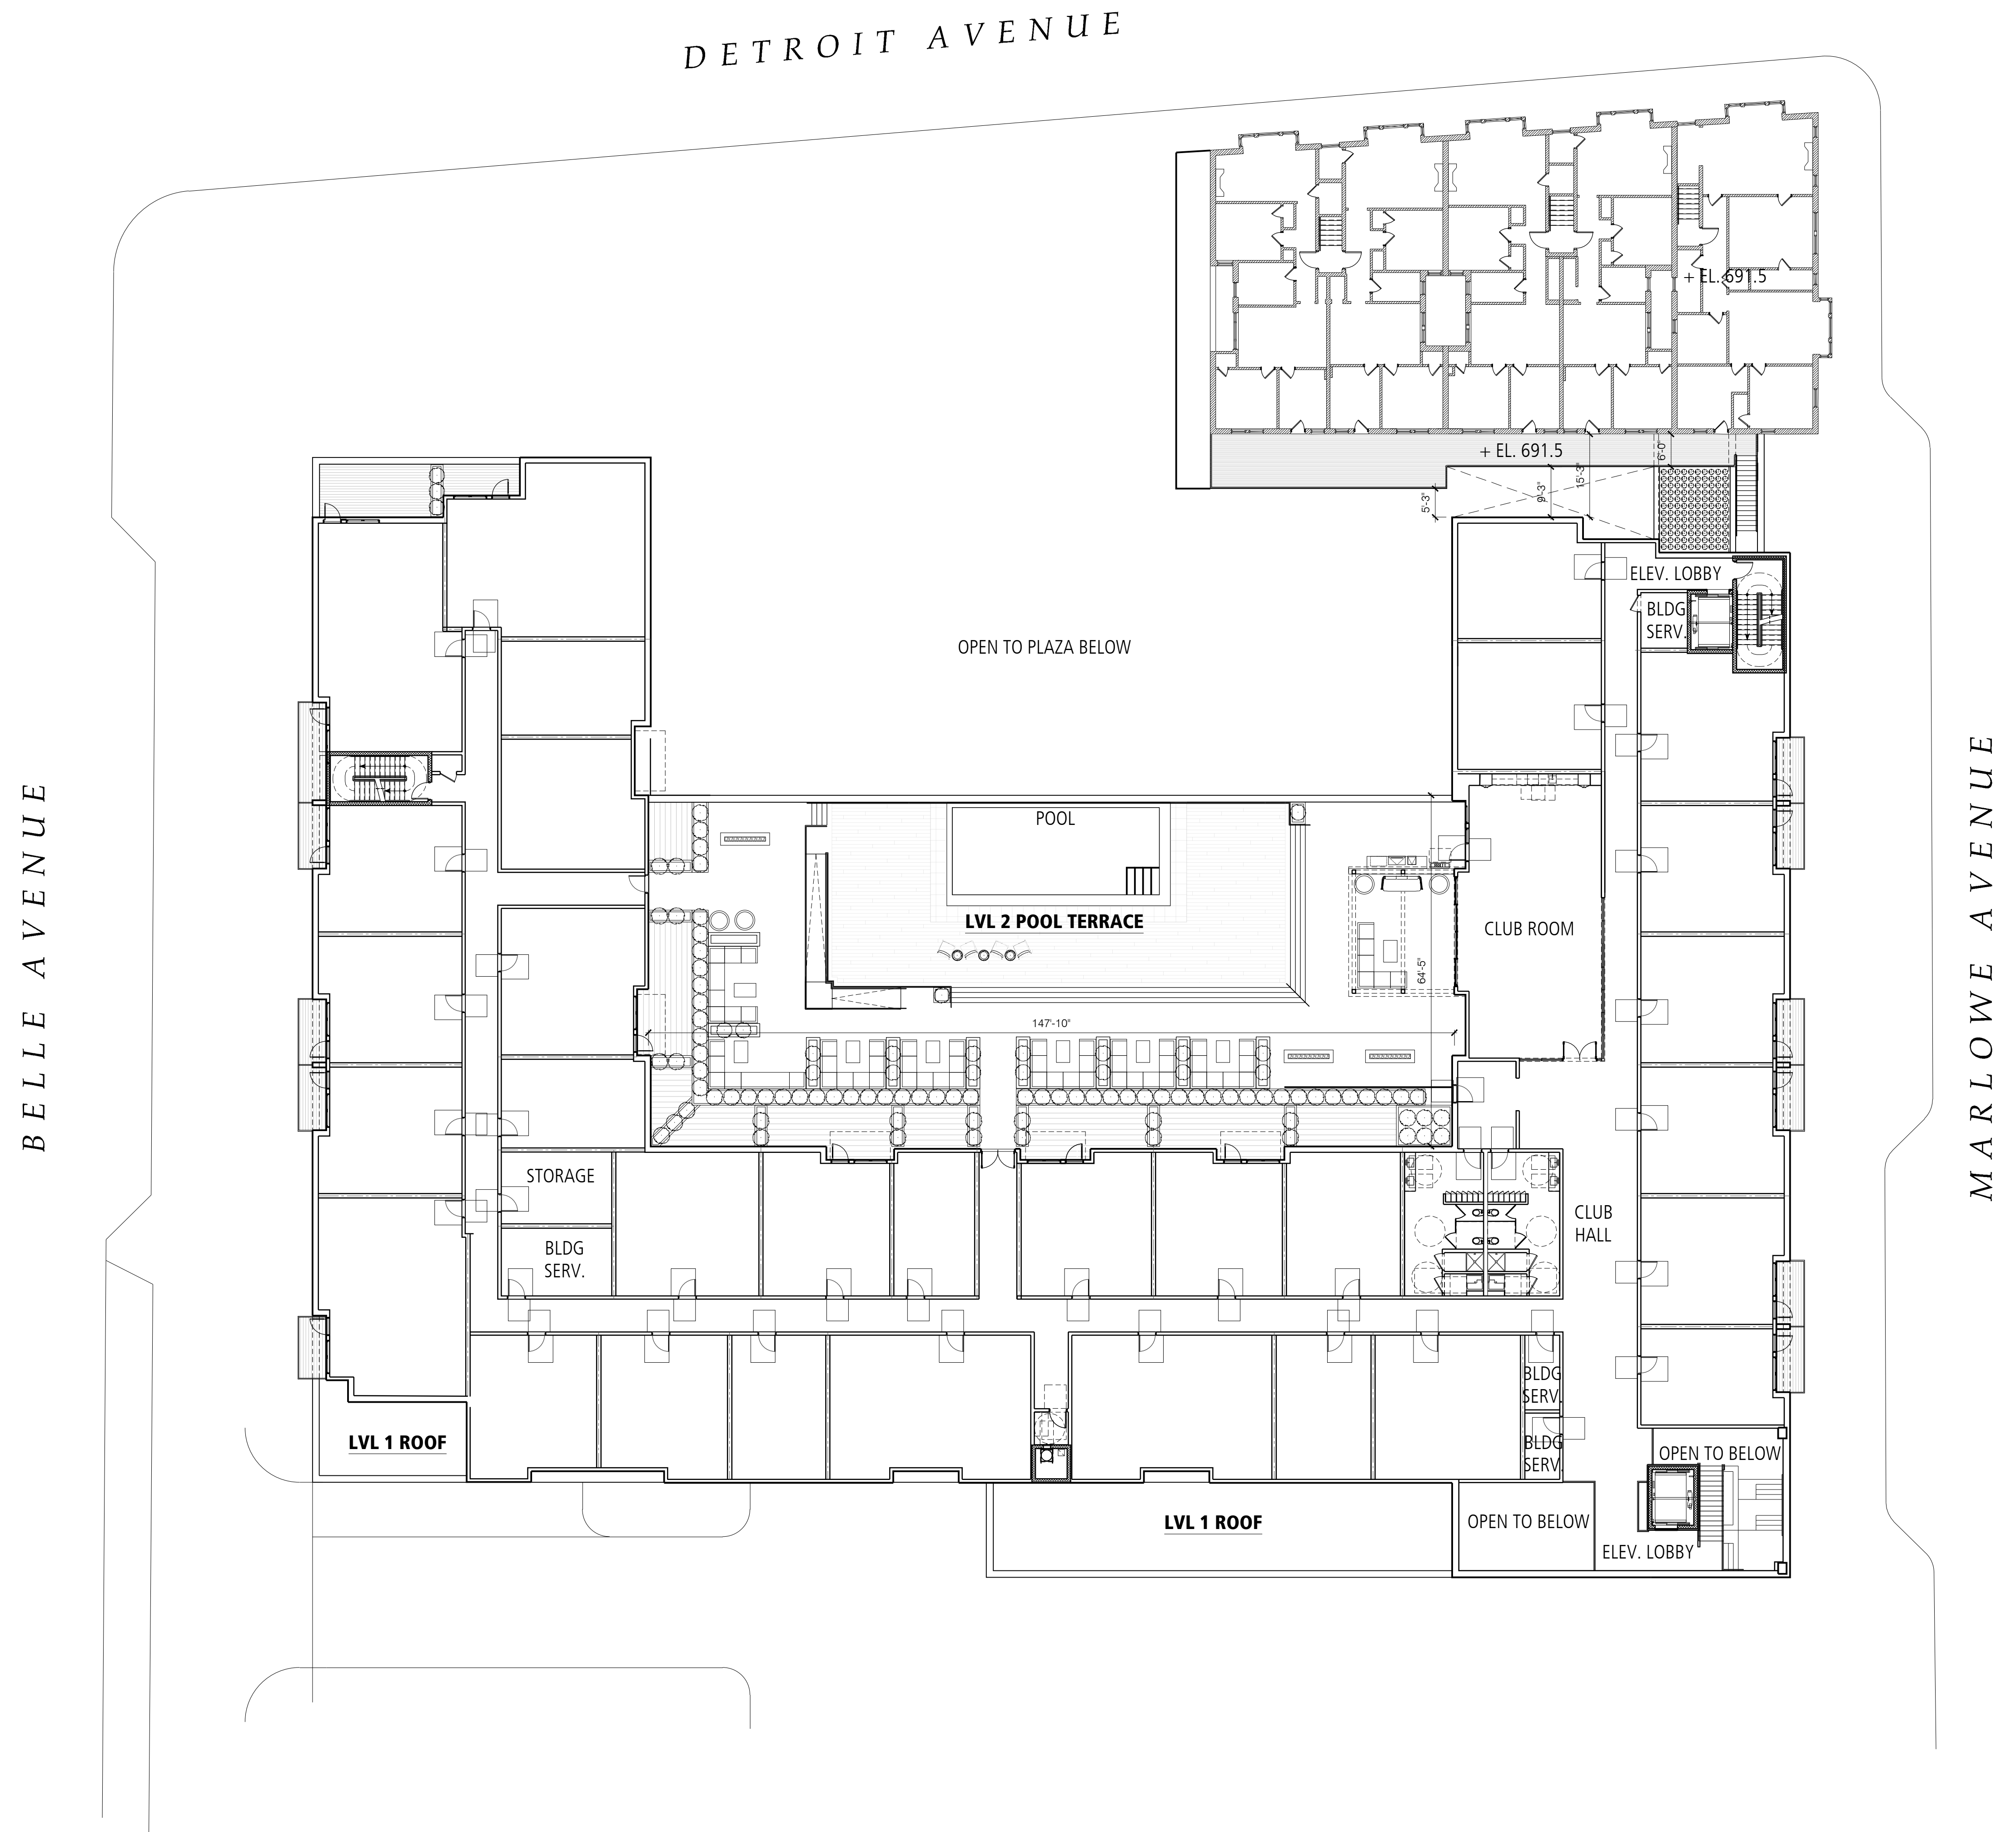 DETROIT AVENUE
+ EL. 691.5
+ EL. 691.5
6'-0"
15'-3"
9'-3"
5'-3"
ELEV. LOBBY
BLDG
SERV.
OPEN TO PLAZA BELOW
BELLE AVENUE
MARLOWE AVENUE
POOL
LVL 2 POOL TERRACE
CLUB ROOM
64'-5"
147'-10"
STORAGE
BLDG
SERV.
CLUB
HALL
BLDG
SERV.
BLDG
SERV.
LVL 1 ROOF
OPEN TO BELOW
LVL 1 ROOF
OPEN TO BELOW
ELEV. LOBBY